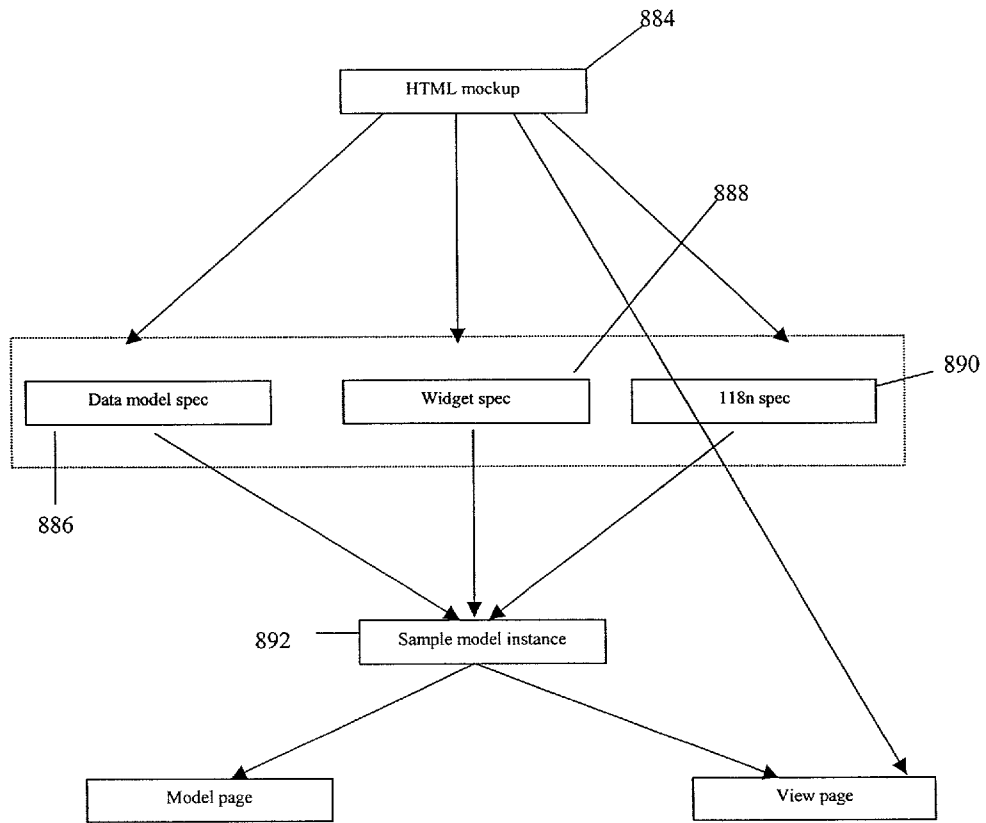 884
HTML mockup
888
890
Data model spec
Widget spec
118n spec
886
892
Sample model instance
Model page
View page